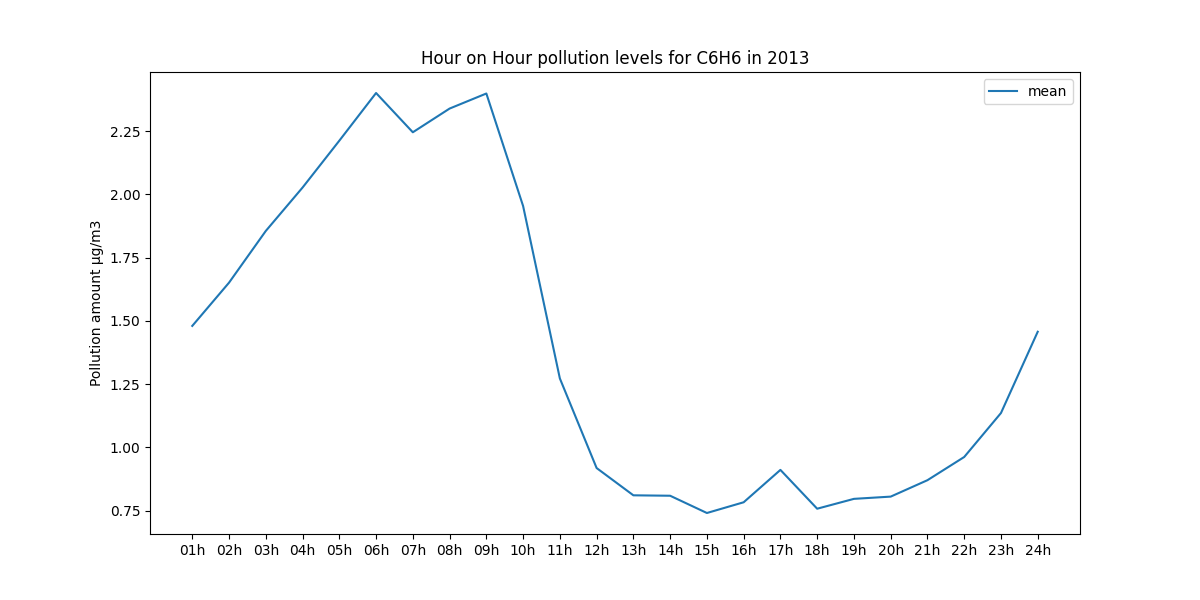 Hour on Hour pollution levels for C6H6 in 2013
mean
Pollution amount µg/m3
2.25
2.00
1.75
1.50
1.25
1.00
0.75
01h 02h 03h 04h 05h 06h 07h 08h 09h 10h 11h 12h 13h 14h 15h 16h 17h 18h 19h 20h 21h 22h 23h 24h